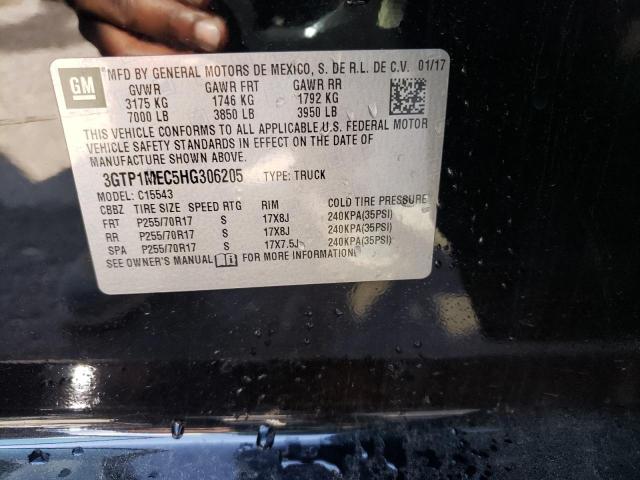 GM
MFD BY GENERAL MOTORS DE MEXICO, S. DE R.L. DE C.V. 01/17
GVWR GAWR FRT GAWR RR
3175 KG 1746 KG 1792 KG
7000 LB 3850 LB 3950 LB
THIS VEHICLE CONFORMS TO ALL APPLICABLE U.S. FEDERAL MOTOR
VEHICLE SAFETY STANDARDS IN EFFECT ON THE DATE OF
MANUFACTURE SHOWN ABOVE.
3GTP1MEC5HG306205 TYPE: TRUCK
MODEL: C15543
CBBZ TIRE SIZE SPEED RTG RIM COLD TIRE PRESSURE
FRT P255/70R17 S 17X8J 240KPA(35PSI)
RR P255/70R17 S 17X8J 240KPA(35PSI)
SPA P255/70R17 S 17X7.5J 240KPA(35PSI)
SEE OWNER'S MANUAL FOR MORE INFORMATION